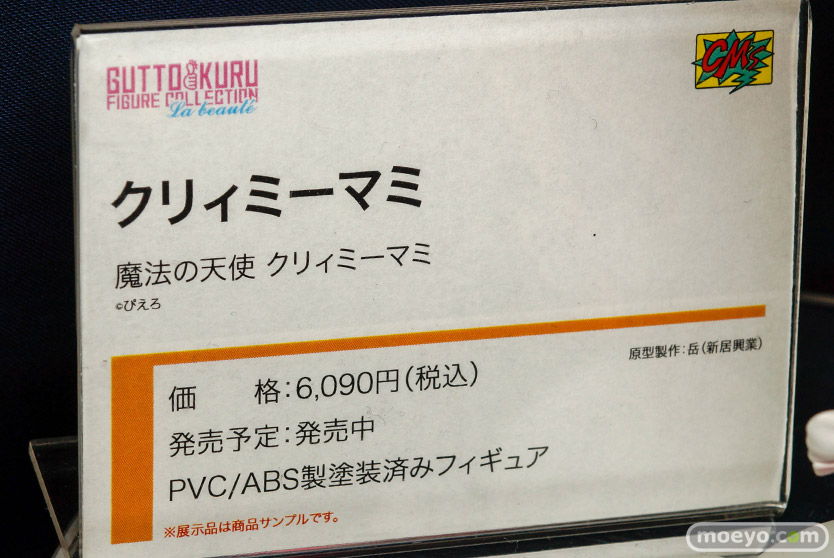 GUTTO KURU
FIGURE COLLECTION
La beauté
CM's
クリィミーマミ
魔法の天使 クリィミーマミ
©ぴえろ
原型製作：岳（新居興業）
価　　格：6,090円（税込）
発売予定：発売中
PVC/ABS製塗装済みフィギュア
※展示品は商品サンプルです。
moeyo.com